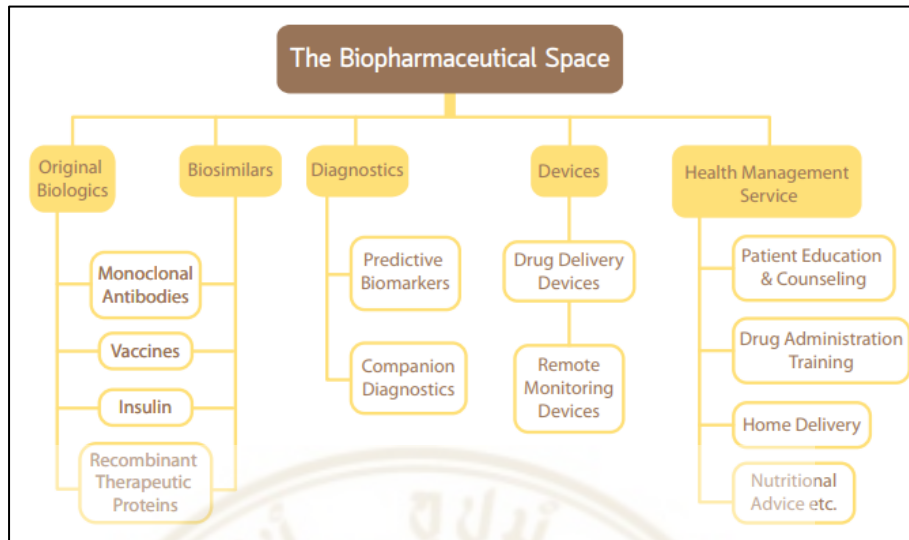 The Biopharmaceutical Space
Original
Biologics
Biosimilars
Diagnostics
Devices
Health Management
Service
Monoclonal
Antibodies
Vaccines
Insulin
Recombinant
Therapeutic
Proteins
Predictive
Biomarkers
Companion
Diagnostics
Drug Delivery
Devices
Remote
Monitoring
Devices
Patient Education
& Counseling
Drug Administration
Training
Home Delivery
Nutritional
Advice etc.